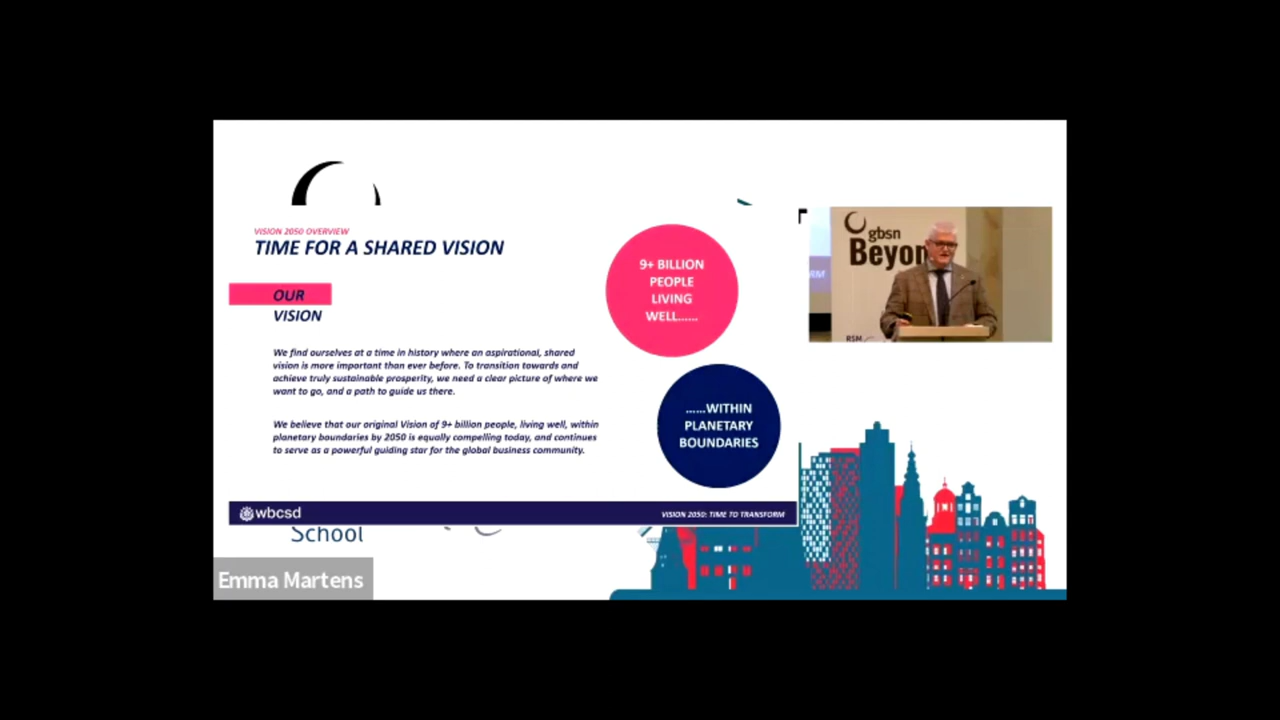 VISION 2050 OVERVIEW
TIME FOR A SHARED VISION
OUR
VISION
We find ourselves at a time in history where an aspirational, shared
vision is more important than ever before. To transition towards and
achieve truly sustainable prosperity, we need a clear picture of where we
want to go, and a path to guide us there.
We believe that our original Vision of 9+ billion people, living well, within
planetary boundaries by 2050 is equally compelling today, and continues
to serve as a powerful guiding star for the global business community.
9+ BILLION
PEOPLE
LIVING
WELL......
......WITHIN
PLANETARY
BOUNDARIES
wbcsd
VISION 2050: TIME TO TRANSFORM
gbsn
Beyon
RM
RSM
School
Emma Martens